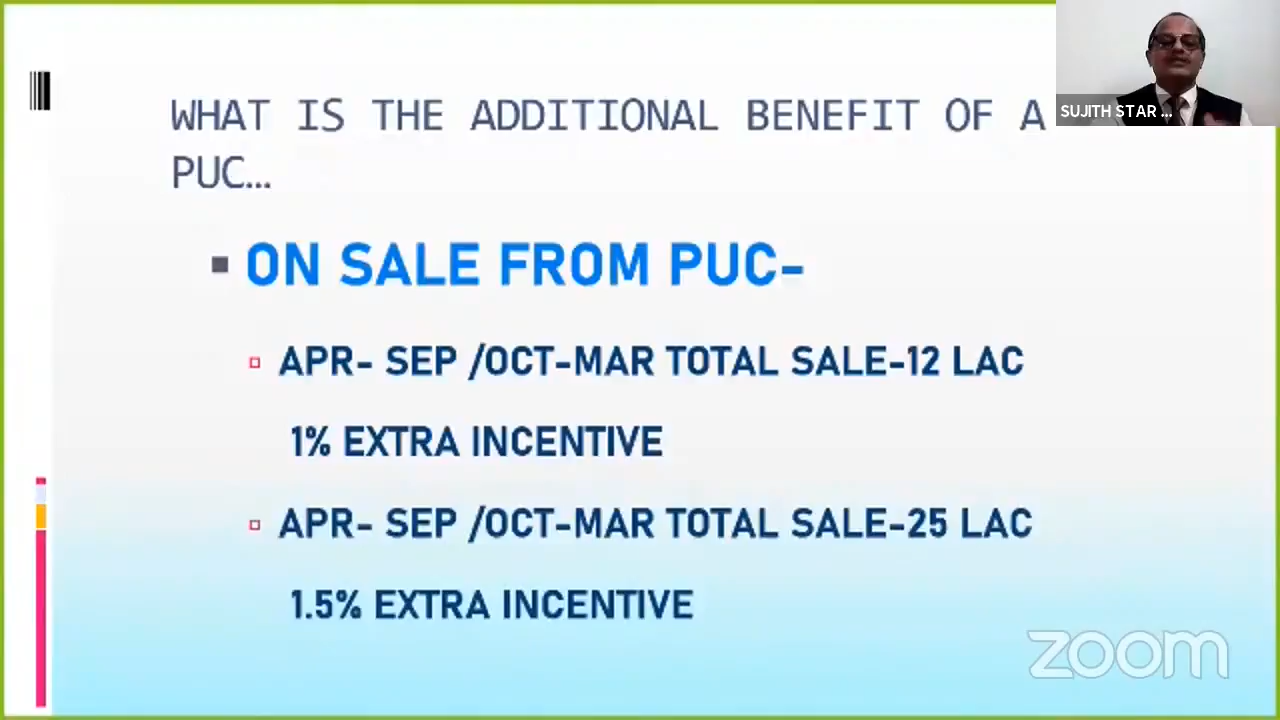 WHAT IS THE ADDITIONAL BENEFIT OF A
PUC...
ON SALE FROM PUC-
APR- SEP /OCT-MAR TOTAL SALE-12 LAC
1% EXTRA INCENTIVE
APR- SEP /OCT-MAR TOTAL SALE-25 LAC
1.5% EXTRA INCENTIVE
SUJITH STAR ...
zoom